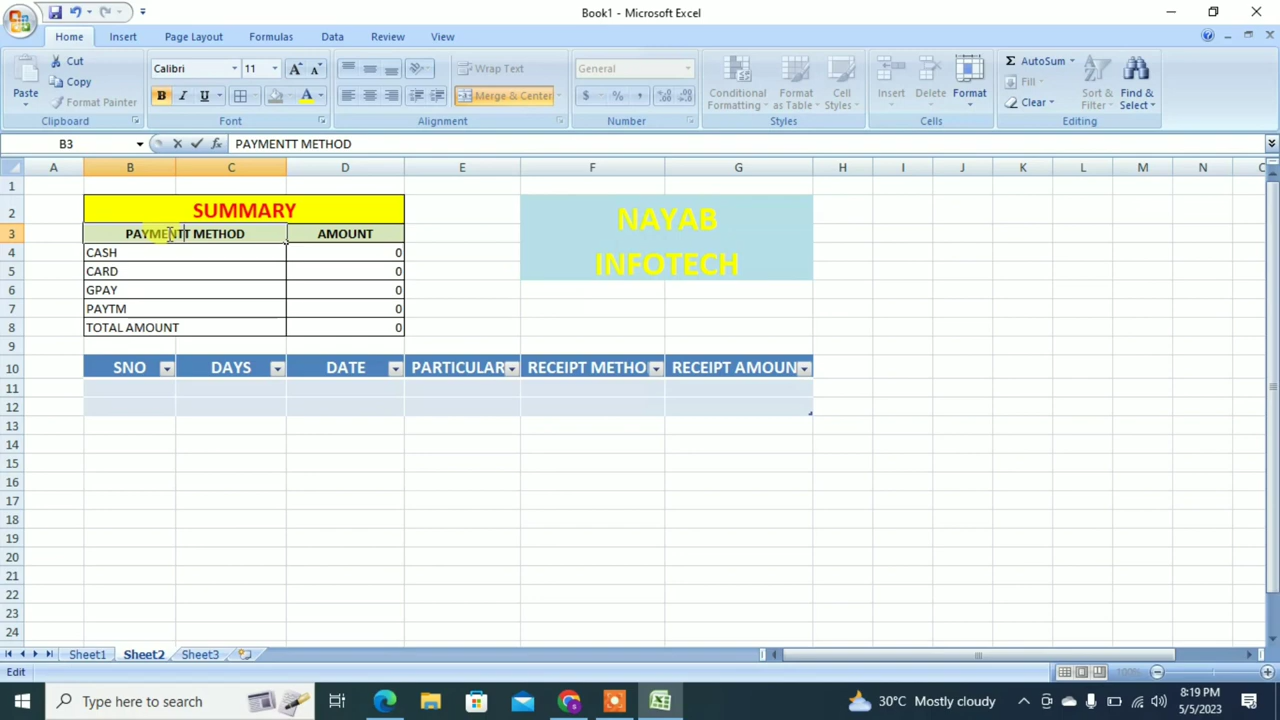 Book1 - Microsoft Excel
Home Insert Page Layout Formulas Data Review View
Paste
Cut
Copy
Format Painter
Clipboard
Calibri 11
B I U
Font
Wrap Text
Merge & Center
Alignment
General
$ % ,
Number
Conditional Formatting
Format as Table
Cell Styles
Styles
Insert
Delete
Format
Cells
Σ AutoSum
Fill
Clear
Sort & Filter
Find & Select
Editing
B3 fx PAYMENTT METHOD
A B C D E F G H I J K L M N
1
2 SUMMARY NAYAB
3 PAYMENTT METHOD AMOUNT INFOTECH
4 CASH 0
5 CARD 0
6 GPAY 0
7 PAYTM 0
8 TOTAL AMOUNT 0
9
10 SNO DAYS DATE PARTICULAR RECEIPT METHO RECEIPT AMOUN
11
12
13
14
15
16
17
18
19
20
21
22
23
24
Sheet1 Sheet2 Sheet3
Edit 100%
Type here to search
30°C Mostly cloudy
8:19 PM
5/5/2023